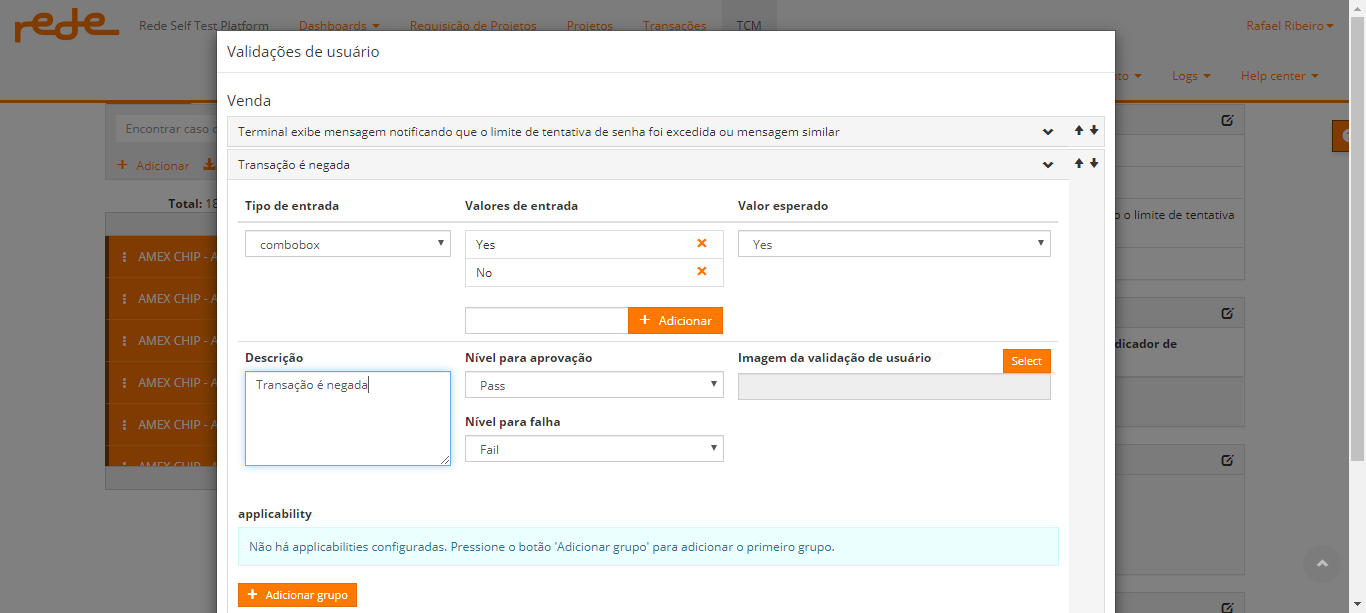 rede Rede Self Test Platform Dashboards Requisição de Projetos Projetos Transações TCM Rafael Ribeiro
Logs Help center
Validações de usuário
Venda
Terminal exibe mensagem notificando que o limite de tentativa de senha foi excedida ou mensagem similar
Transação é negada
Tipo de entrada Valores de entrada Valor esperado
combobox Yes Yes
No
Adicionar
Descrição Nível para aprovação Imagem da validação de usuário Select
Transação é negada Pass
Nível para falha
Fail
applicability
Não há applicabilities configuradas. Pressione o botão 'Adicionar grupo' para adicionar o primeiro grupo.
+ Adicionar grupo
Encontrar caso
+ Adicionar
Total: 18
AMEX CHIP - A
AMEX CHIP - A
AMEX CHIP - A
AMEX CHIP - A
AMEX CHIP - A
AMEX CHIP - A
o limite de tentativa
dicador de